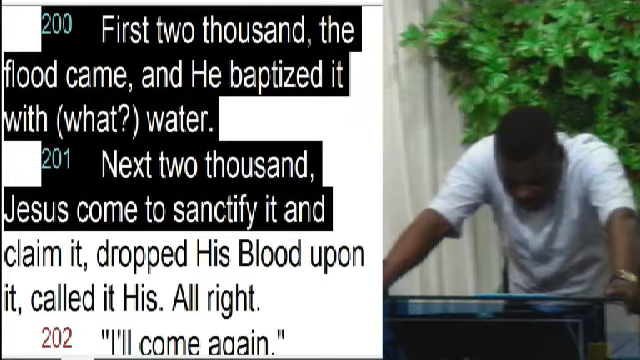 200 First two thousand, the
flood came, and He baptized it
with (what?) water.
201 Next two thousand,
Jesus come to sanctify it and
claim it, dropped His Blood upon
it, called it His. All right.
202 "I'll come again."